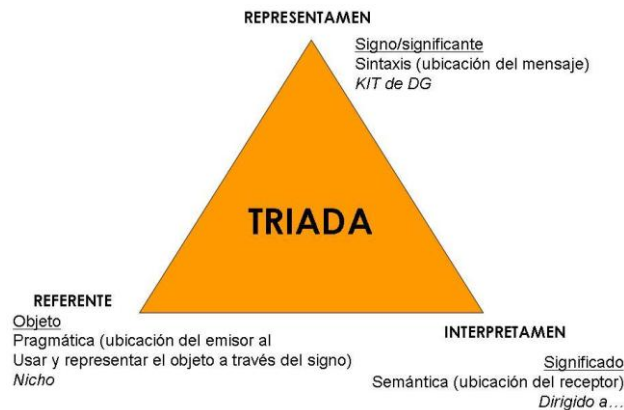 REPRESENTAMEN
Signo/significante
Sintaxis (ubicación del mensaje)
KIT de DG
TRIADA
REFERENTE
Objeto
Pragmática (ubicación del emisor al
Usar y representar el objeto a través del signo)
Nicho
INTERPRETAMEN
Significado
Semántica (ubicación del receptor)
Dirigido a…